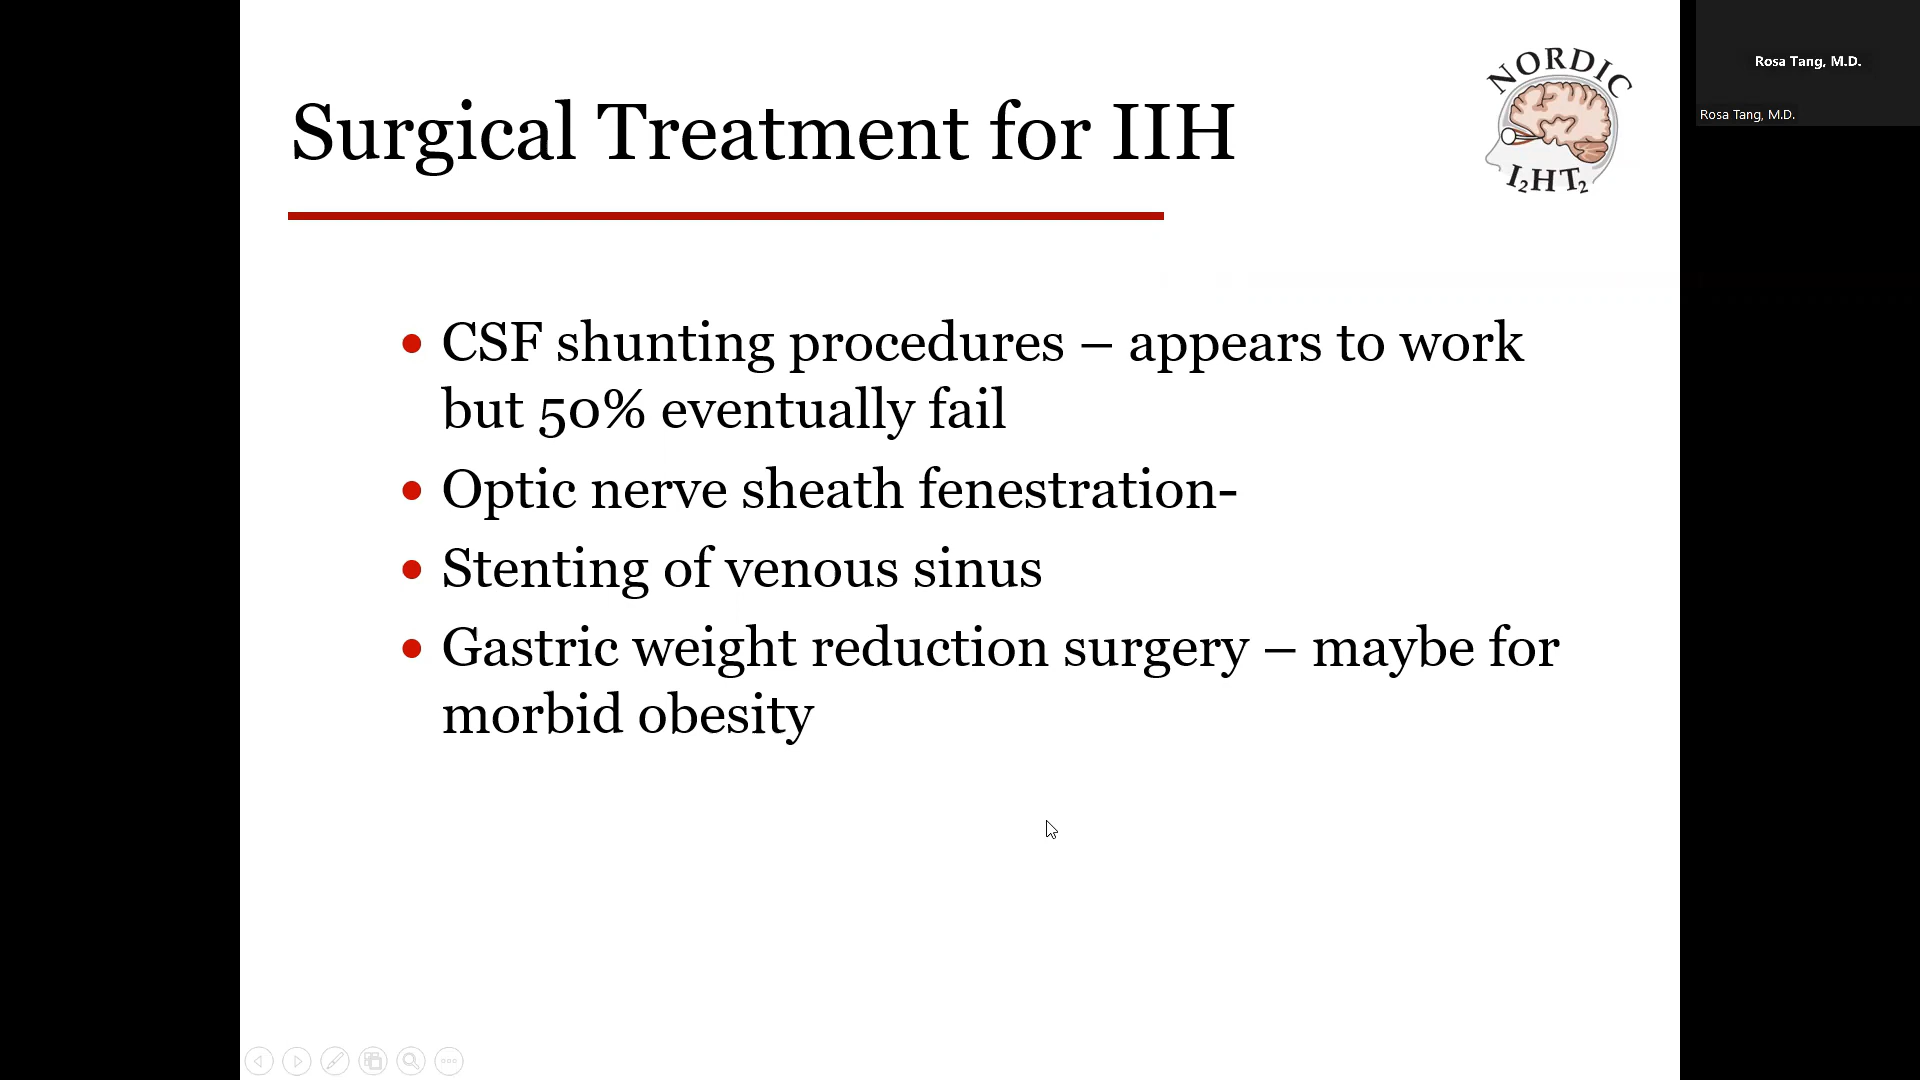 Surgical Treatment for IIH
NORDIC
I₂HT₂
Rosa Tang, M.D.
Rosa Tang, M.D.
• CSF shunting procedures – appears to work
but 50% eventually fail
• Optic nerve sheath fenestration-
• Stenting of venous sinus
• Gastric weight reduction surgery – maybe for
morbid obesity